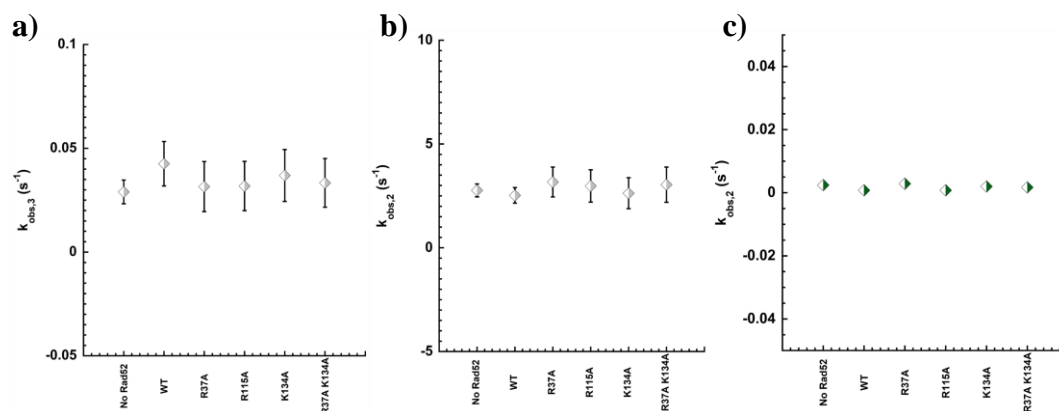 a)
0.1
0.05
0
-0.05
k_obs,3 (s⁻¹)
No Rad52
WT
R37A
R115A
K134A
R37A K134A
b)
10
5
0
-5
k_obs,2 (s⁻¹)
No Rad52
WT
R37A
R115A
K134A
R37A K134A
c)
0.04
0.02
0
-0.02
-0.04
k_obs,2 (s⁻¹)
No Rad52
WT
R37A
R115A
K134A
R37A K134A